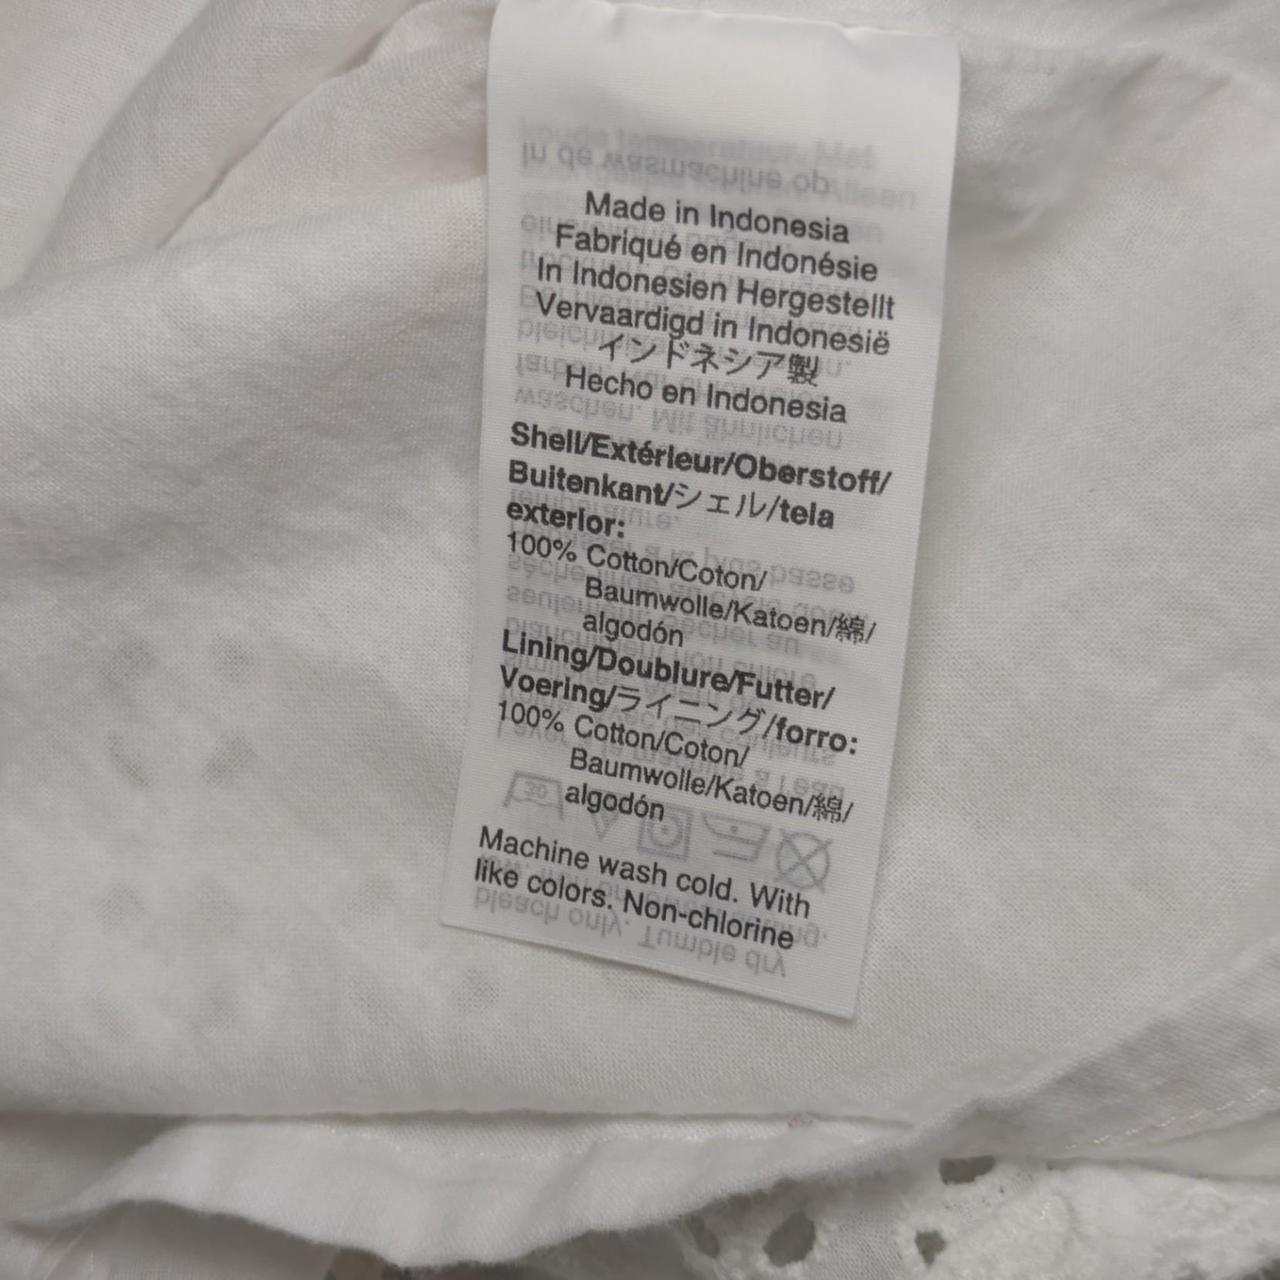 Made in Indonesia
Fabriqué en Indonésie
In Indonesien Hergestellt
Vervaardigd in Indonesië
インドネシア製
Hecho en Indonesia
Shell/Extérieur/Oberstoff/
Buitenkant/シェル/tela
exterior:
100% Cotton/Coton/
Baumwolle/Katoen/綿/
algodón
Lining/Doublure/Futter/
Voering/ライニング/forro:
100% Cotton/Coton/
Baumwolle/Katoen/綿/
algodón
Machine wash cold. With
like colors. Non-chlorine